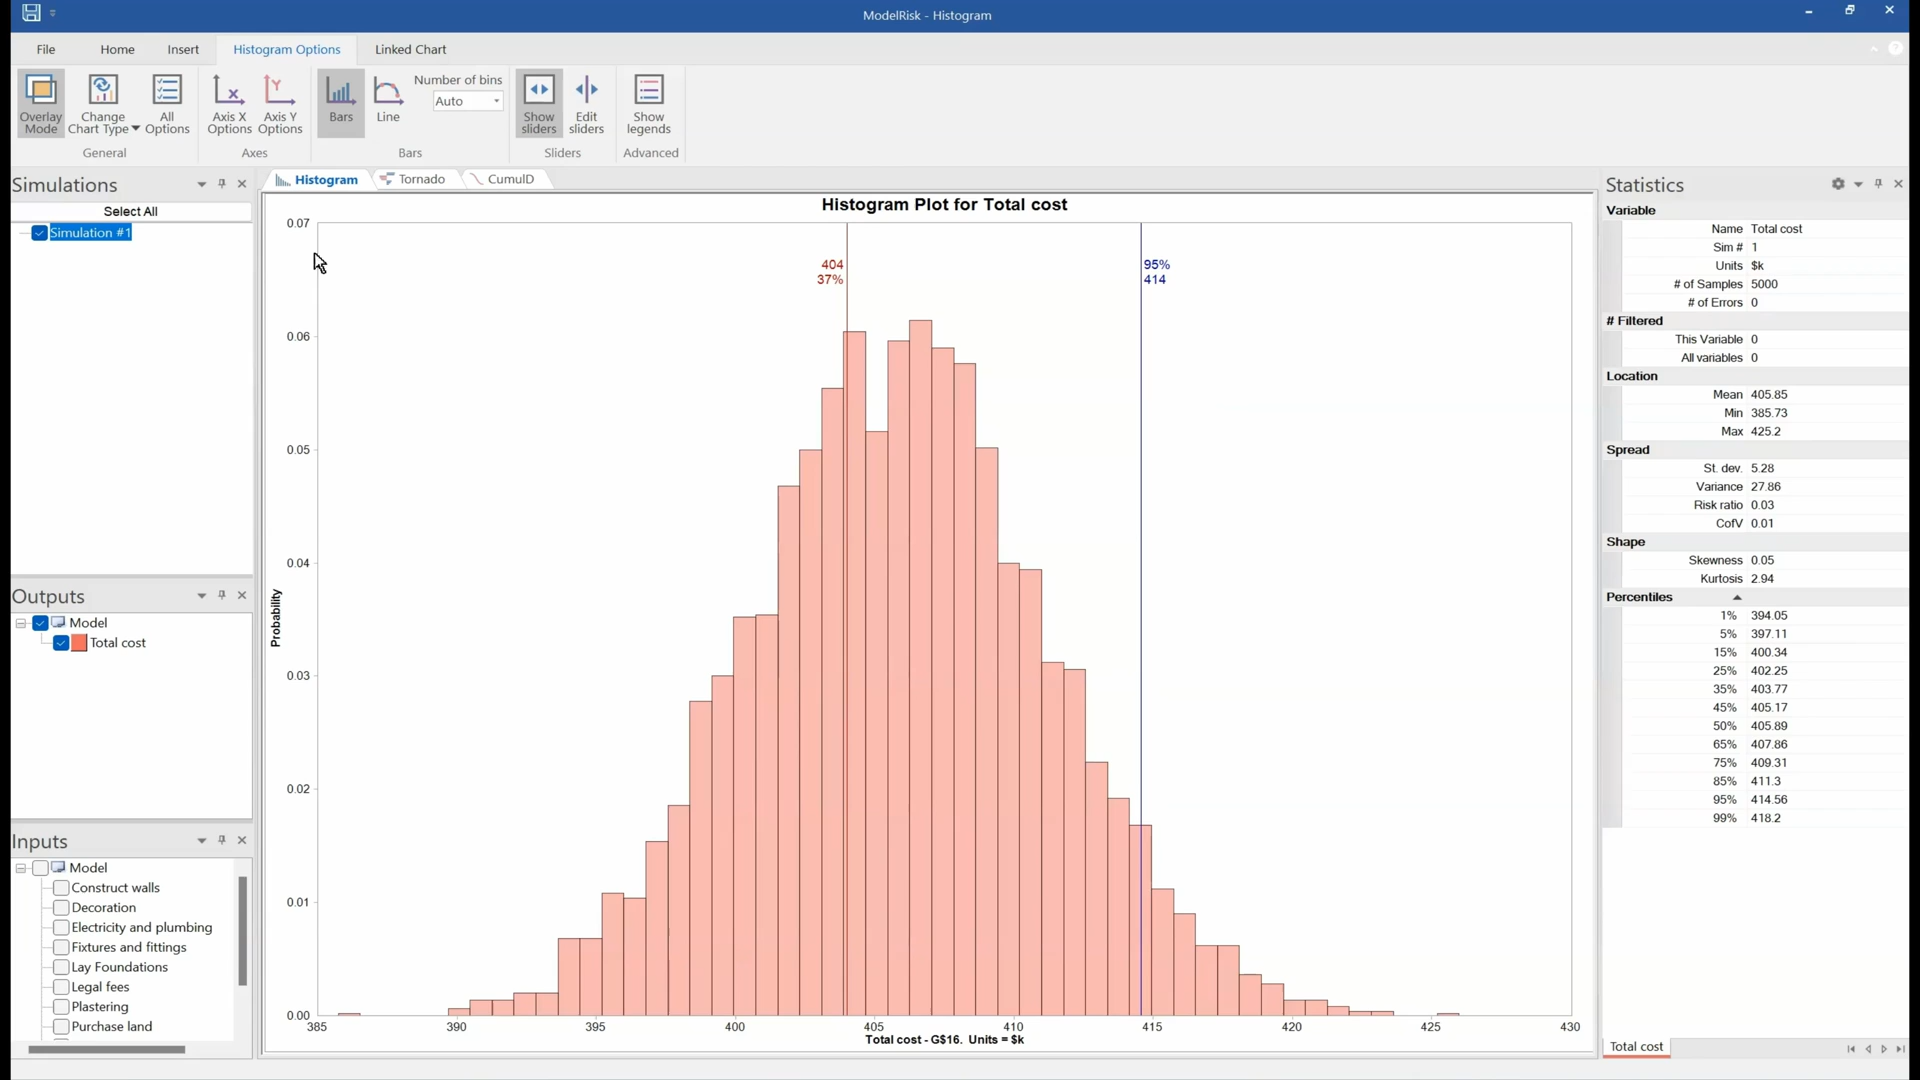 ModelRisk - Histogram
File Home Insert Histogram Options Linked Chart
Overlay Mode
Change Chart Type
All Options
General
Axis X Options
Axis Y Options
Axes
Bars
Line
Number of bins
Auto
Bars
Show sliders
Edit sliders
Sliders
Show legends
Advanced
Simulations
Select All
Simulation #1
Outputs
Model
Total cost
Inputs
Model
Construct walls
Decoration
Electricity and plumbing
Fixtures and fittings
Lay Foundations
Legal fees
Plastering
Purchase land
Histogram Tornado CumulD
Histogram Plot for Total cost
0.07
0.06
0.05
0.04
0.03
0.02
0.01
0.00
Probability
404
37%
95%
414
385 390 395 400 405 410 415 420 425 430
Total cost - G$16. Units = $k
Statistics
Variable
Name Total cost
Sim # 1
Units $k
# of Samples 5000
# of Errors 0
# Filtered
This Variable 0
All variables 0
Location
Mean 405.85
Min 385.73
Max 425.2
Spread
St. dev. 5.28
Variance 27.86
Risk ratio 0.03
CofV 0.01
Shape
Skewness 0.05
Kurtosis 2.94
Percentiles
1% 394.05
5% 397.11
15% 400.34
25% 402.25
35% 403.77
45% 405.17
50% 405.89
65% 407.86
75% 409.31
85% 411.3
95% 414.56
99% 418.2
Total cost